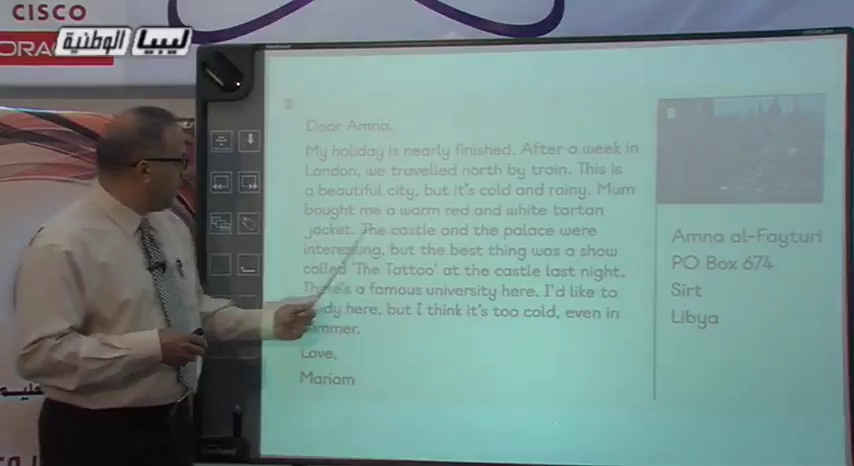 CISCO
ORACLE
ليبيا الوطنية
Dear Amna,
My holiday is nearly finished. After a week in
London, we travelled north by train. This is
a beautiful city, but it's cold and rainy. Mum
bought me a warm red and white tartan
jacket. The castle and the palace were
interesting, but the best thing was a show
called 'The Tattoo' at the castle last night.
There's a famous university here. I'd like to
study here, but I think it's too cold, even in
summer.
Love,
Mariam
Amna al-Fayturi
PO Box 674
Sirt
Libya